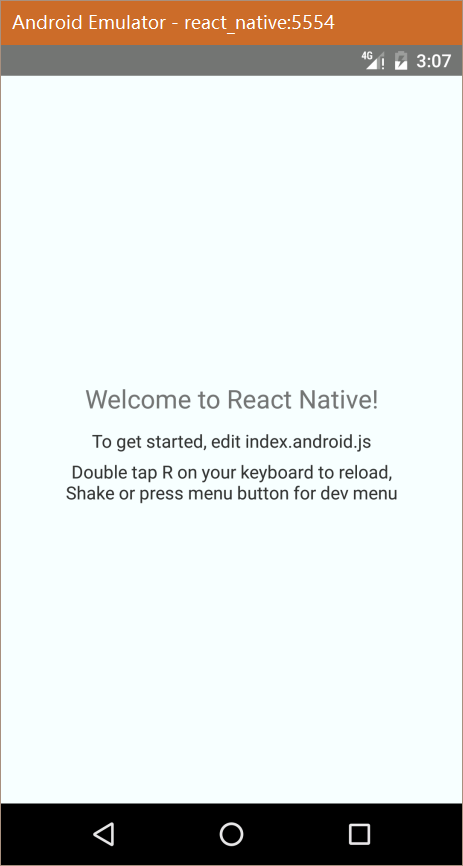 Android Emulator - react_native:5554
4G 3:07
Welcome to React Native!
To get started, edit index.android.js
Double tap R on your keyboard to reload,
Shake or press menu button for dev menu